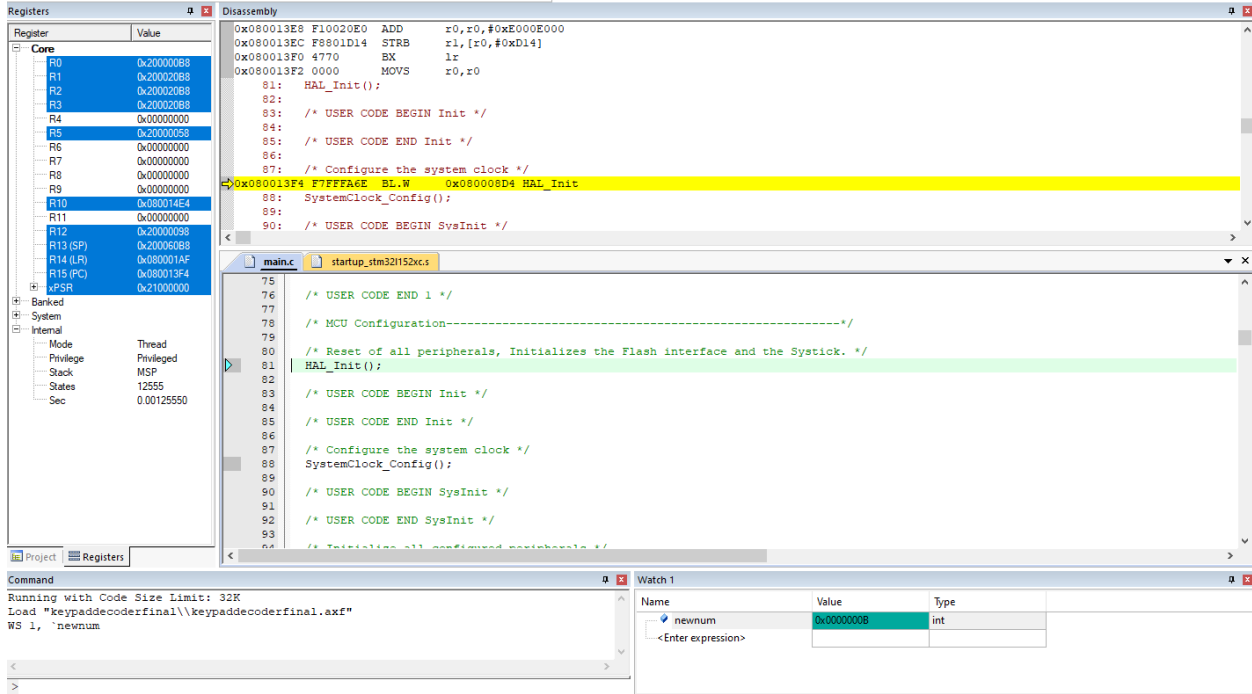 Registers
Register Value
Core
R0 0x200000B8
R1 0x200020B8
R2 0x200020B8
R3 0x200020B8
R4 0x00000000
R5 0x20000058
R6 0x00000000
R7 0x00000000
R8 0x00000000
R9 0x00000000
R10 0x080014E4
R11 0x00000000
R12 0x20000098
R13 (SP) 0x200060B8
R14 (LR) 0x080001AF
R15 (PC) 0x080013F4
xPSR 0x21000000
Banked
System
Internal
Mode Thread
Privilege Privileged
Stack MSP
States 12555
Sec 0.00125550
Project Registers
Disassembly
0x080013E8 F10020E0 ADD r0,r0,#0xE000E000
0x080013EC F8801D14 STRB r1,[r0,#0xD14]
0x080013F0 4770 BX lr
0x080013F2 0000 MOVS r0,r0
81: HAL_Init();
82:
83: /* USER CODE BEGIN Init */
84:
85: /* USER CODE END Init */
86:
87: /* Configure the system clock */
0x080013F4 F7FFFA6E BL.W 0x080008D4 HAL_Init
88: SystemClock_Config();
89:
90: /* USER CODE BEGIN SysInit */
main.c startup_stm32l152xc.s
75
76 /* USER CODE END 1 */
77
78 /* MCU Configuration--------------------------------------------------------*/
79
80 /* Reset of all peripherals, Initializes the Flash interface and the Systick. */
81 HAL_Init();
82
83 /* USER CODE BEGIN Init */
84
85 /* USER CODE END Init */
86
87 /* Configure the system clock */
88 SystemClock_Config();
89
90 /* USER CODE BEGIN SysInit */
91
92 /* USER CODE END SysInit */
93
94 /* Initialize all configured peripherals */
Command
Running with Code Size Limit: 32K
Load "keypaddecoderfinal\\keypaddecoderfinal.axf"
WS 1, `newnum
>
Watch 1
Name Value Type
newnum 0x0000000B int
<Enter expression>